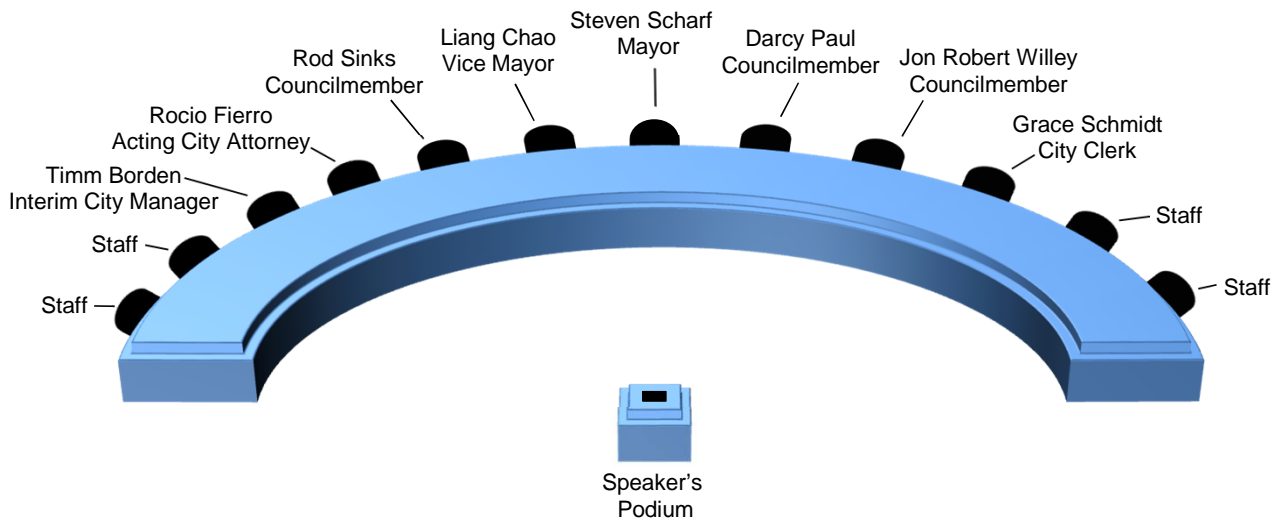 Steven Scharf
Mayor
Liang Chao
Vice Mayor
Darcy Paul
Councilmember
Rod Sinks
Councilmember
Jon Robert Willey
Councilmember
Rocio Fierro
Acting City Attorney
Grace Schmidt
City Clerk
Timm Borden
Interim City Manager
Staff
Staff
Staff
Staff
Speaker’s
Podium